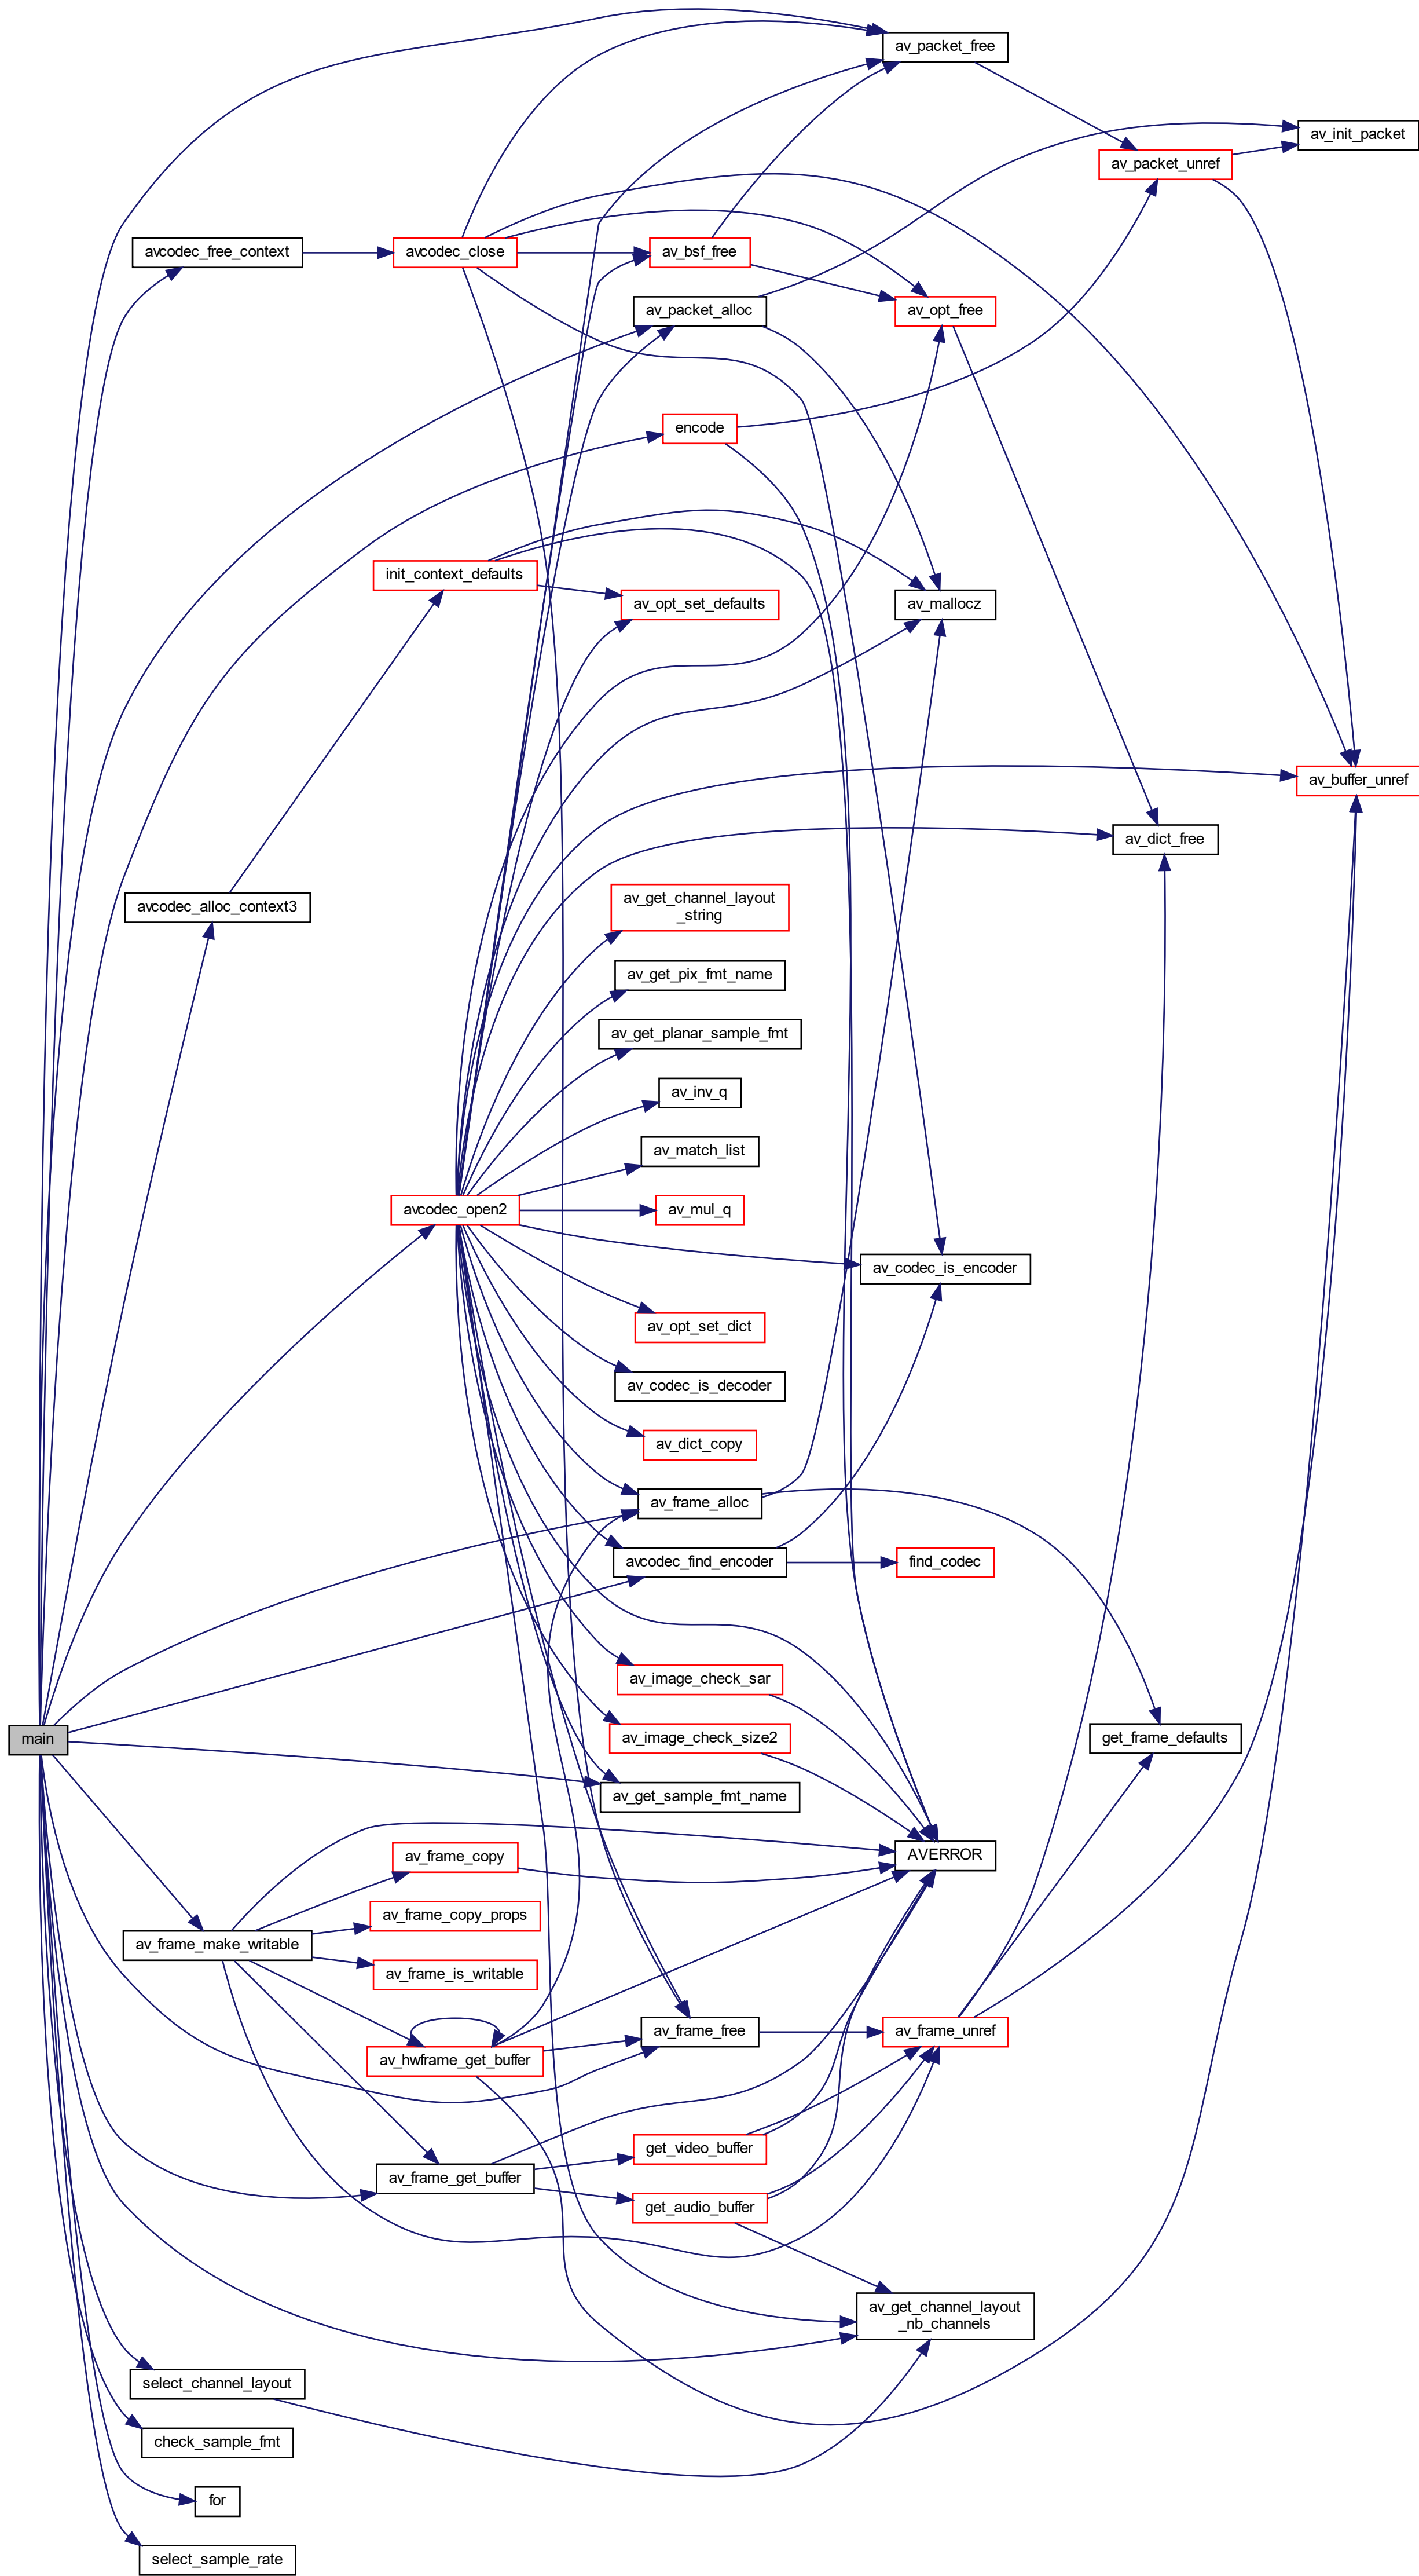 av_packet_free
av_init_packet
av_packet_unref
avcodec_free_context
avcodec_close
av_bsf_free
av_packet_alloc
av_opt_free
encode
init_context_defaults
av_opt_set_defaults
av_mallocz
av_buffer_unref
av_dict_free
av_get_channel_layout
_string
avcodec_alloc_context3
av_get_pix_fmt_name
av_get_planar_sample_fmt
av_inv_q
av_match_list
avcodec_open2
av_mul_q
av_codec_is_encoder
av_opt_set_dict
av_codec_is_decoder
av_dict_copy
av_frame_alloc
avcodec_find_encoder
find_codec
av_image_check_sar
main
av_image_check_size2
get_frame_defaults
av_get_sample_fmt_name
av_frame_copy
AVERROR
av_frame_copy_props
av_frame_make_writable
av_frame_is_writable
av_frame_free
av_frame_unref
av_hwframe_get_buffer
get_video_buffer
av_frame_get_buffer
get_audio_buffer
av_get_channel_layout
_nb_channels
select_channel_layout
check_sample_fmt
for
select_sample_rate